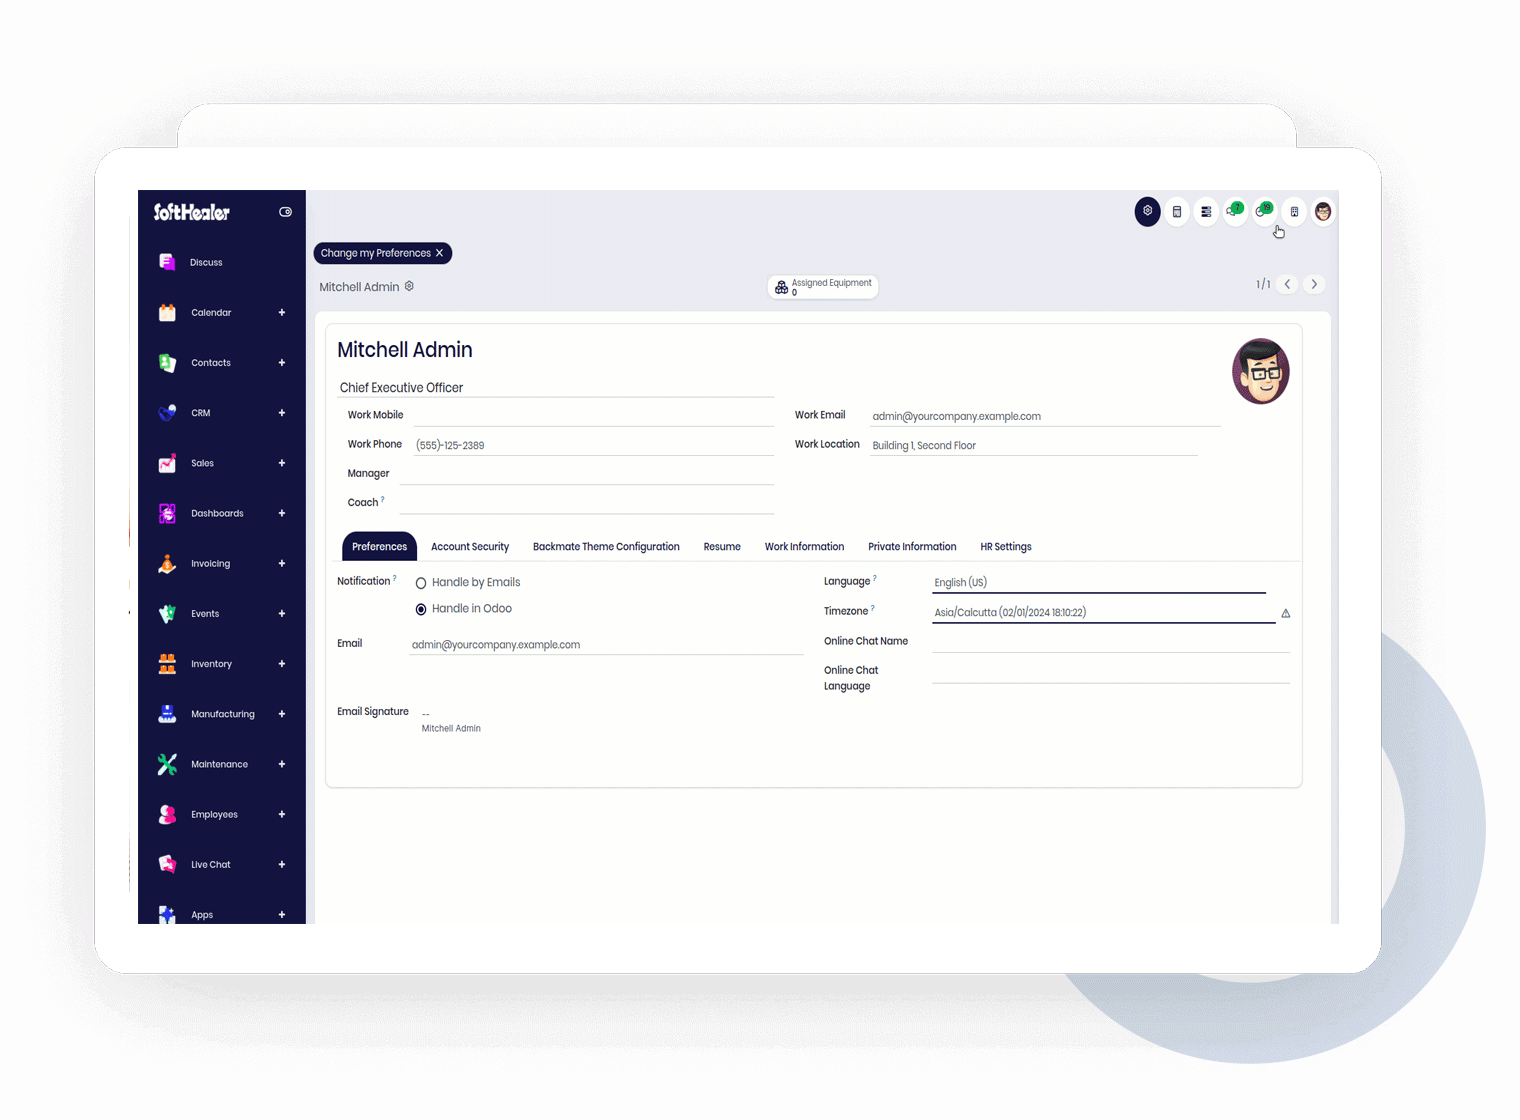 SoftHealer
7
19
Change my Preferences X
Mitchell Admin
Assigned Equipment
0
1 / 1
Discuss
Calendar +
Contacts +
CRM +
Sales +
Dashboards +
Invoicing +
Events +
Inventory +
Manufacturing +
Maintenance +
Employees +
Live Chat +
Apps +
Mitchell Admin
Chief Executive Officer
Work Mobile
Work Email admin@yourcompany.example.com
Work Phone (555)-125-2389
Work Location Building 1, Second Floor
Manager
Coach ?
Preferences Account Security Backmate Theme Configuration Resume Work Information Private Information HR Settings
Notification ? Handle by Emails
Handle in Odoo
Language ? English (US)
Timezone ? Asia/Calcutta (02/01/2024 18:10:22)
Email admin@yourcompany.example.com
Online Chat Name
Online Chat
Language
Email Signature --
Mitchell Admin